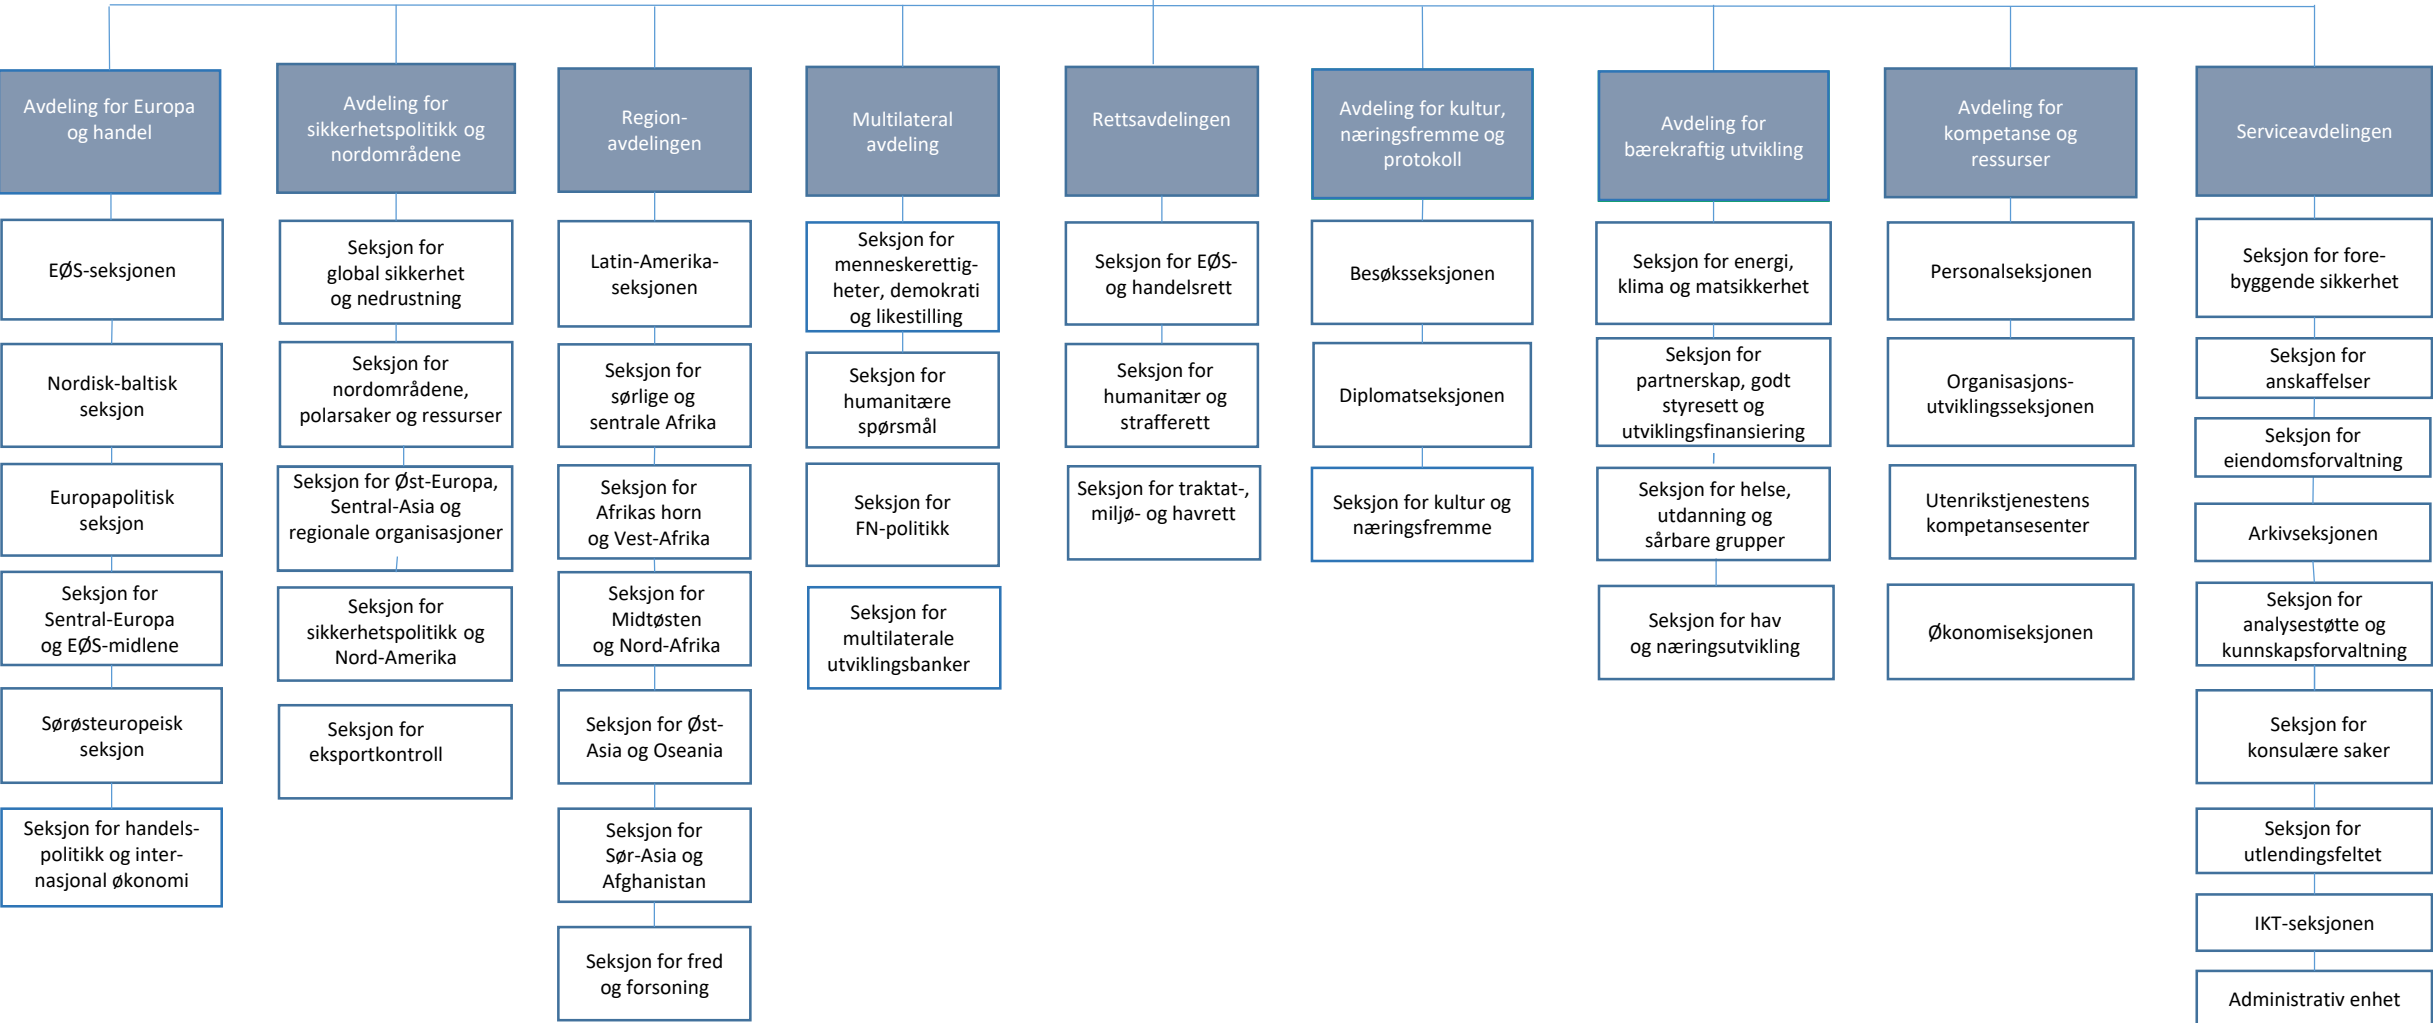 Avdeling for Europa
og handel
EØS-seksjonen
Nordisk-baltisk
seksjon
Europapolitisk
seksjon
Seksjon for
Sentral-Europa
og EØS-midlene
Sørøsteuropeisk
seksjon
Seksjon for handels-
politikk og inter-
nasjonal økonomi
Avdeling for
sikkerhetspolitikk og
nordområdene
Seksjon for
global sikkerhet
og nedrustning
Seksjon for
nordområdene,
polarsaker og ressurser
Seksjon for Øst-Europa,
Sentral-Asia og
regionale organisasjoner
Seksjon for
sikkerhetspolitikk og
Nord-Amerika
Seksjon for
eksportkontroll
Region-
avdelingen
Latin-Amerika-
seksjonen
Seksjon for
sørlige og
sentrale Afrika
Seksjon for
Afrikas horn
og Vest-Afrika
Seksjon for
Midtøsten
og Nord-Afrika
Seksjon for Øst-
Asia og Oseania
Seksjon for
Sør-Asia og
Afghanistan
Seksjon for fred
og forsoning
Multilateral
avdeling
Seksjon for
menneskerettig-
heter, demokrati
og likestilling
Seksjon for
humanitære
spørsmål
Seksjon for
FN-politikk
Seksjon for
multilaterale
utviklingsbanker
Rettsavdelingen
Seksjon for EØS-
og handelsrett
Seksjon for
humanitær og
strafferett
Seksjon for traktat-,
miljø- og havrett
Avdeling for kultur,
næringsfremme og
protokoll
Besøksseksjonen
Diplomatseksjonen
Seksjon for kultur og
næringsfremme
Avdeling for
bærekraftig utvikling
Seksjon for energi,
klima og matsikkerhet
Seksjon for
partnerskap, godt
styresett og
utviklingsfinansiering
Seksjon for helse,
utdanning og
sårbare grupper
Seksjon for hav
og næringsutvikling
Avdeling for
kompetanse og
ressurser
Personalseksjonen
Organisasjons-
utviklingsseksjonen
Utenrikstjenestens
kompetansesenter
Økonomiseksjonen
Serviceavdelingen
Seksjon for fore-
byggende sikkerhet
Seksjon for
anskaffelser
Seksjon for
eiendomsforvaltning
Arkivseksjonen
Seksjon for
analysestøtte og
kunnskapsforvaltning
Seksjon for
konsulære saker
Seksjon for
utlendingsfeltet
IKT-seksjonen
Administrativ enhet